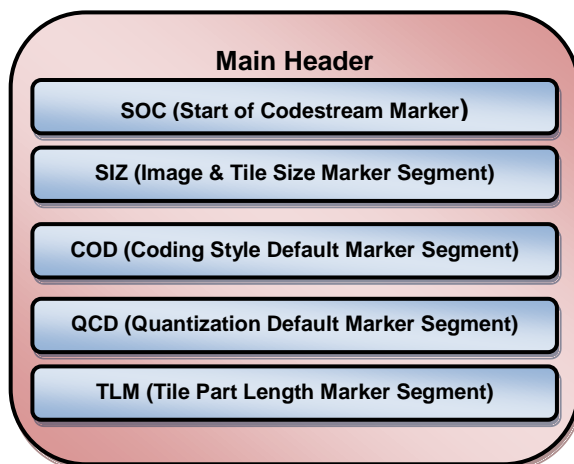 Main Header
SOC (Start of Codestream Marker)
SIZ (Image & Tile Size Marker Segment)
COD (Coding Style Default Marker Segment)
QCD (Quantization Default Marker Segment)
TLM (Tile Part Length Marker Segment)